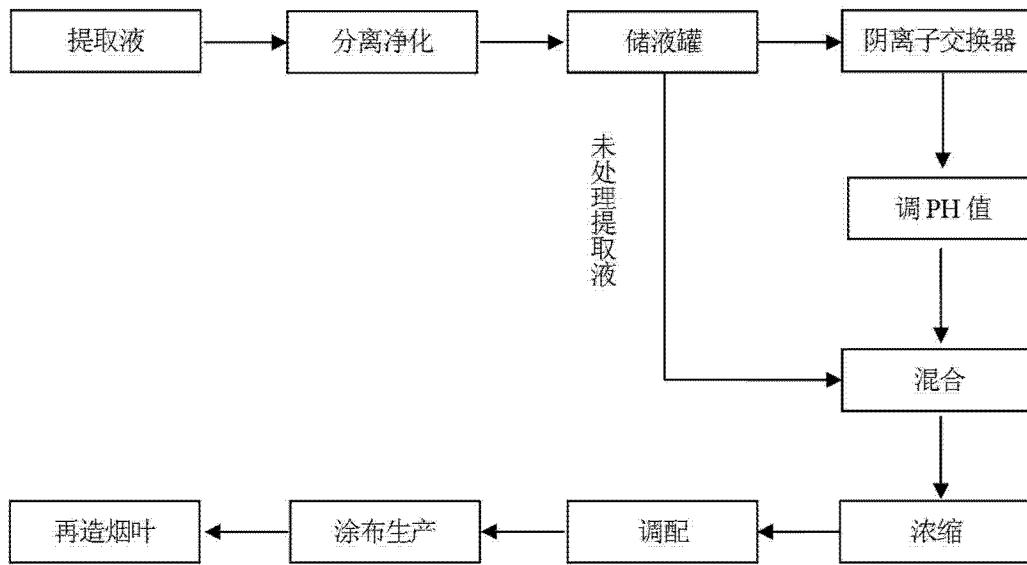 提取液
分离净化
储液罐
阴离子交换器
未处理提取液
调PH值
混合
再造烟叶
涂布生产
调配
浓缩